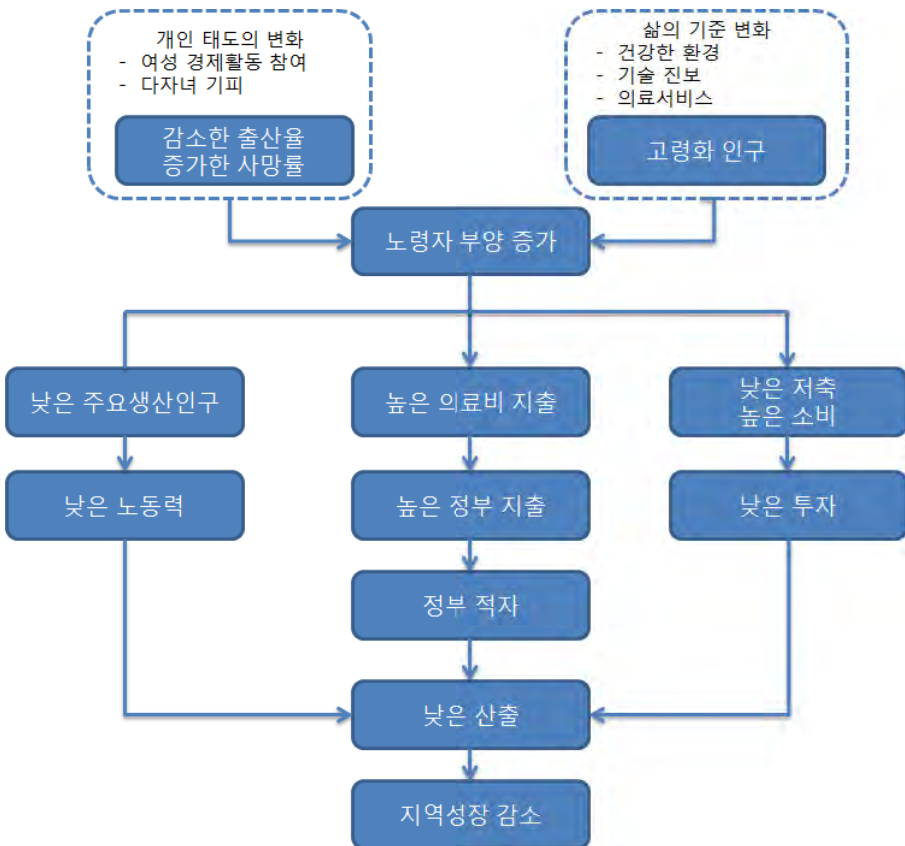 개인 태도의 변화
- 여성 경제활동 참여
- 다자녀 기피
감소한 출산율
증가한 사망률
삶의 기준 변화
- 건강한 환경
- 기술 진보
- 의료서비스
고령화 인구
노령자 부양 증가
낮은 주요생산인구
높은 의료비 지출
낮은 저축
높은 소비
낮은 노동력
높은 정부 지출
낮은 투자
정부 적자
낮은 산출
지역성장 감소